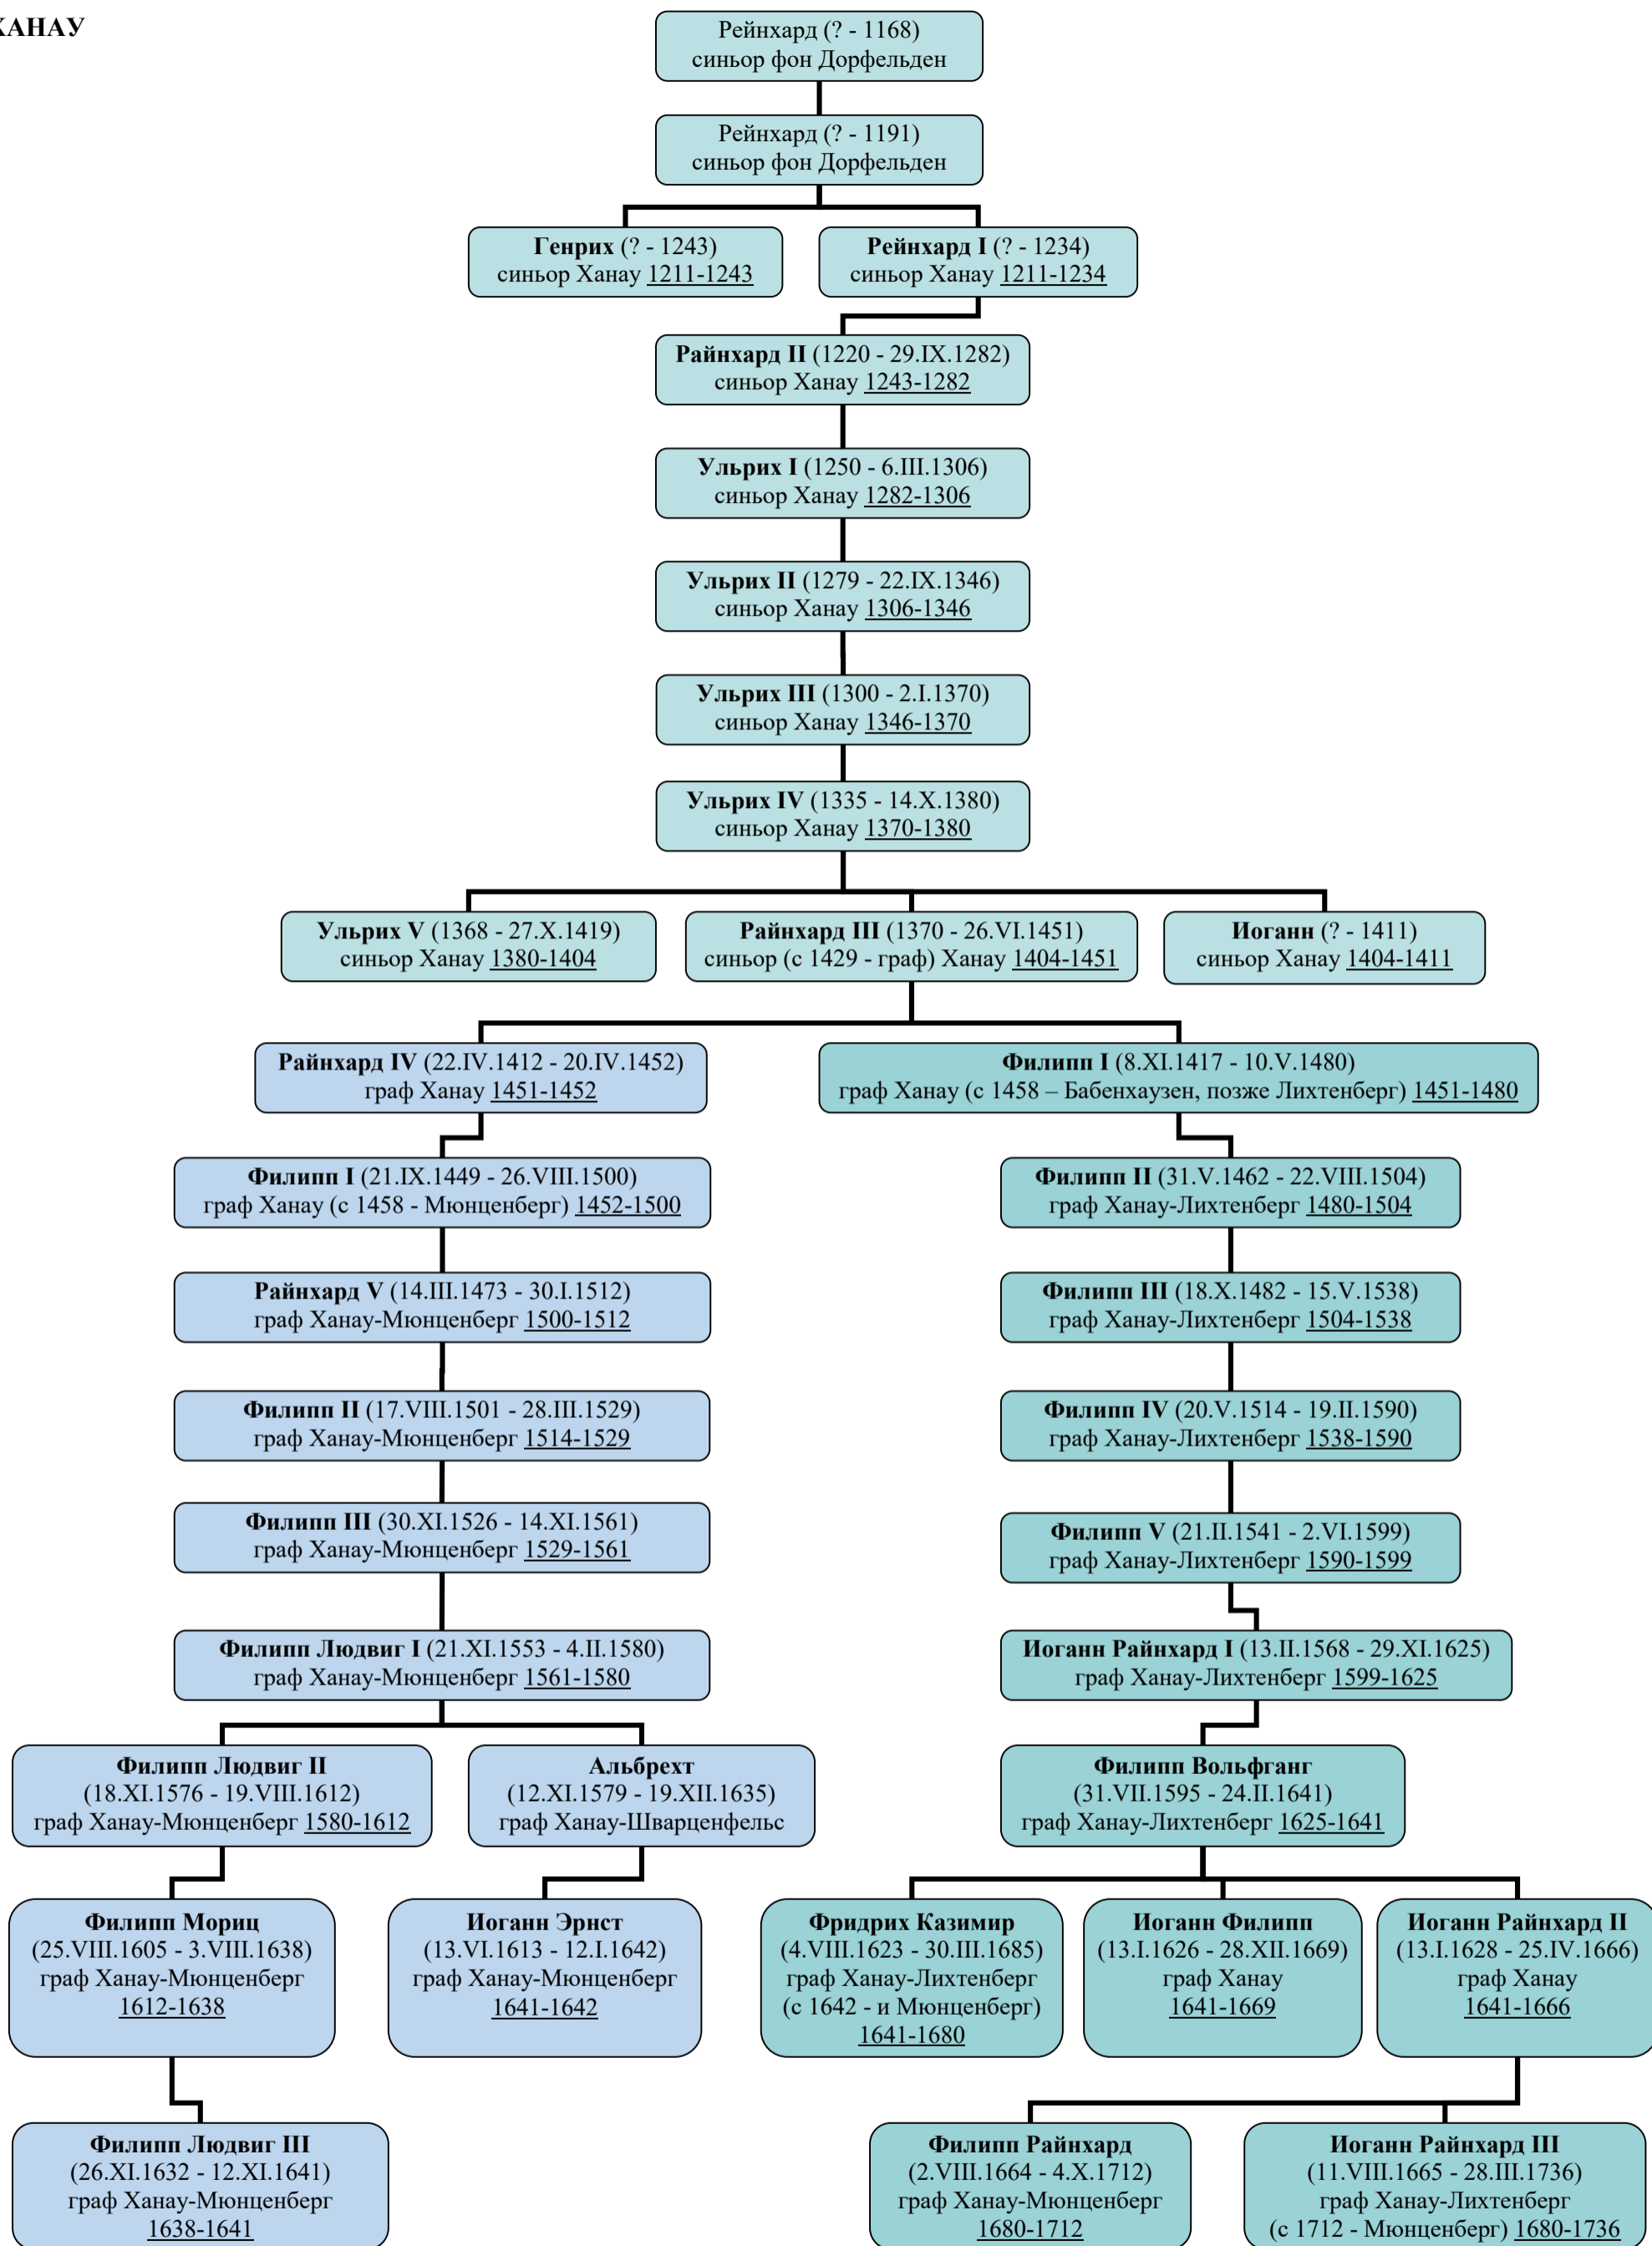 ХАНАУ
Рейнхард (? - 1168)
синьор фон Дорфельден
Рейнхард (? - 1191)
синьор фон Дорфельден
Генрих (? - 1243)
синьор Ханау 1211-1243
Рейнхард I (? - 1234)
синьор Ханау 1211-1234
Райнхард II (1220 - 29.IX.1282)
синьор Ханау 1243-1282
Ульрих I (1250 - 6.III.1306)
синьор Ханау 1282-1306
Ульрих II (1279 - 22.IX.1346)
синьор Ханау 1306-1346
Ульрих III (1300 - 2.I.1370)
синьор Ханау 1346-1370
Ульрих IV (1335 - 14.X.1380)
синьор Ханау 1370-1380
Ульрих V (1368 - 27.X.1419)
синьор Ханау 1380-1404
Райнхард III (1370 - 26.VI.1451)
синьор (с 1429 - граф) Ханау 1404-1451
Иоганн (? - 1411)
синьор Ханау 1404-1411
Райнхард IV (22.IV.1412 - 20.IV.1452)
граф Ханау 1451-1452
Филипп I (8.XI.1417 - 10.V.1480)
граф Ханау (с 1458 – Бабенхаузен, позже Лихтенберг) 1451-1480
Филипп I (21.IX.1449 - 26.VIII.1500)
граф Ханау (с 1458 - Мюнценберг) 1452-1500
Филипп II (31.V.1462 - 22.VIII.1504)
граф Ханау-Лихтенберг 1480-1504
Райнхард V (14.III.1473 - 30.I.1512)
граф Ханау-Мюнценберг 1500-1512
Филипп III (18.X.1482 - 15.V.1538)
граф Ханау-Лихтенберг 1504-1538
Филипп II (17.VIII.1501 - 28.III.1529)
граф Ханау-Мюнценберг 1514-1529
Филипп IV (20.V.1514 - 19.II.1590)
граф Ханау-Лихтенберг 1538-1590
Филипп III (30.XI.1526 - 14.XI.1561)
граф Ханау-Мюнценберг 1529-1561
Филипп V (21.II.1541 - 2.VI.1599)
граф Ханау-Лихтенберг 1590-1599
Филипп Людвиг I (21.XI.1553 - 4.II.1580)
граф Ханау-Мюнценберг 1561-1580
Иоганн Райнхард I (13.II.1568 - 29.XI.1625)
граф Ханау-Лихтенберг 1599-1625
Филипп Людвиг II
(18.XI.1576 - 19.VIII.1612)
граф Ханау-Мюнценберг 1580-1612
Альбрехт
(12.XI.1579 - 19.XII.1635)
граф Ханау-Шварценфельс
Филипп Вольфганг
(31.VII.1595 - 24.II.1641)
граф Ханау-Лихтенберг 1625-1641
Филипп Мориц
(25.VIII.1605 - 3.VIII.1638)
граф Ханау-Мюнценберг
1612-1638
Иоганн Эрнст
(13.VI.1613 - 12.I.1642)
граф Ханау-Мюнценберг
1641-1642
Фридрих Казимир
(4.VIII.1623 - 30.III.1685)
граф Ханау-Лихтенберг
(с 1642 - и Мюнценберг)
1641-1680
Иоганн Филипп
(13.I.1626 - 28.XII.1669)
граф Ханау
1641-1669
Иоганн Райнхард II
(13.I.1628 - 25.IV.1666)
граф Ханау
1641-1666
Филипп Людвиг III
(26.XI.1632 - 12.XI.1641)
граф Ханау-Мюнценберг
1638-1641
Филипп Райнхард
(2.VIII.1664 - 4.X.1712)
граф Ханау-Мюнценберг
1680-1712
Иоганн Райнхард III
(11.VIII.1665 - 28.III.1736)
граф Ханау-Лихтенберг
(с 1712 - Мюнценберг) 1680-1736